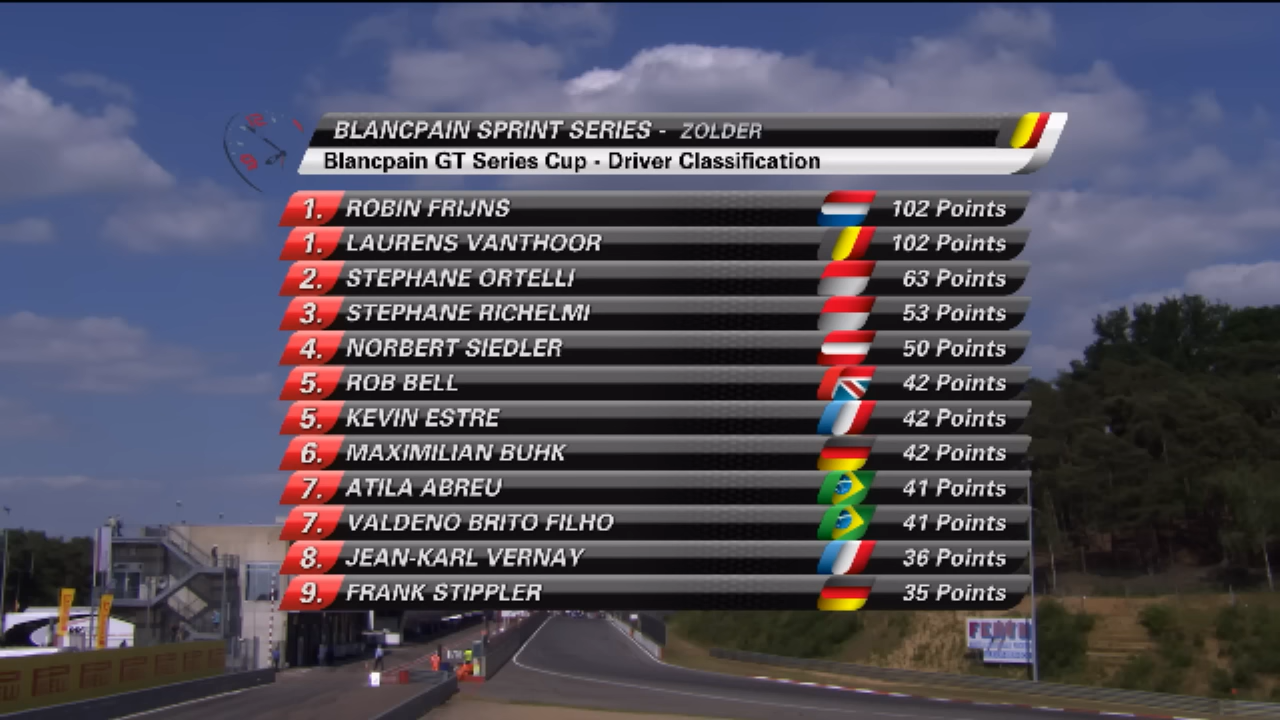 BLANCPAIN SPRINT SERIES - ZOLDER
Blancpain GT Series Cup - Driver Classification
1. ROBIN FRIJNS 102 Points
1. LAURENS VANTHOOR 102 Points
2. STEPHANE ORTELLI 63 Points
3. STEPHANE RICHELMI 53 Points
4. NORBERT SIEDLER 50 Points
5. ROB BELL 42 Points
5. KEVIN ESTRE 42 Points
6. MAXIMILIAN BUHK 42 Points
7. ATILA ABREU 41 Points
7. VALDENO BRITO FILHO 41 Points
8. JEAN-KARL VERNAY 36 Points
9. FRANK STIPPLER 35 Points